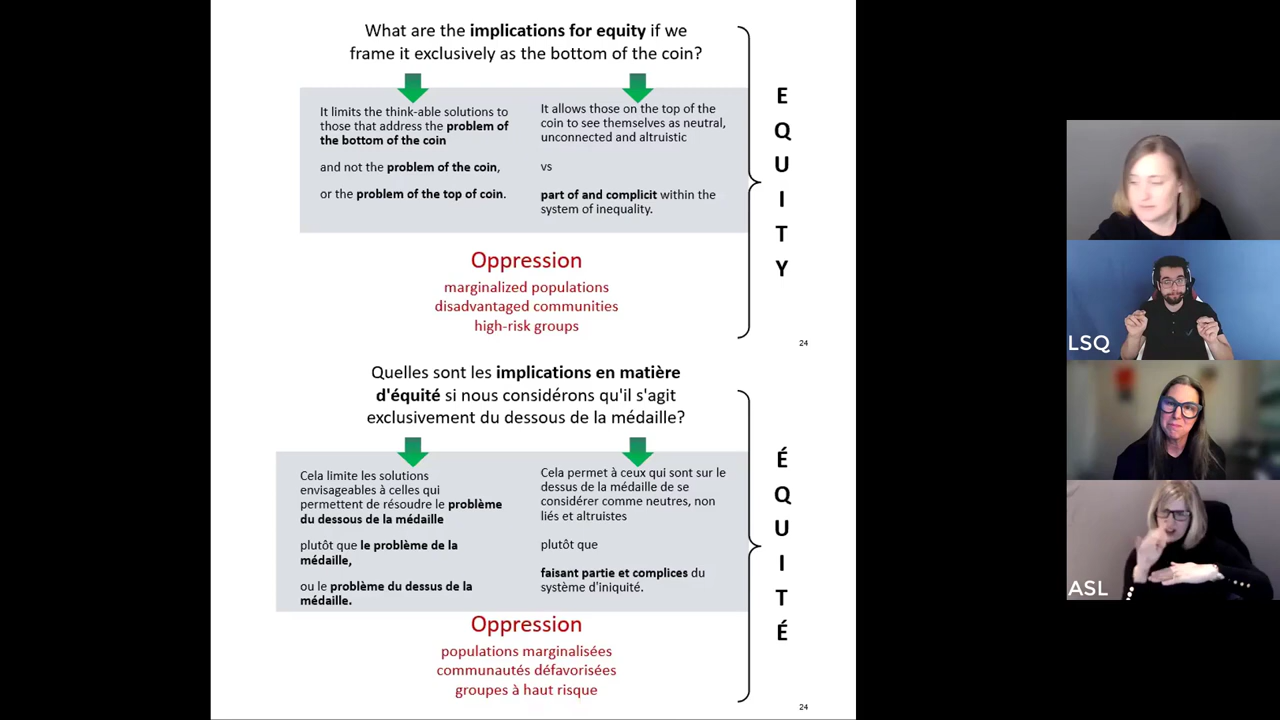 What are the implications for equity if we
frame it exclusively as the bottom of the coin?
It limits the think-able solutions to
those that address the problem of
the bottom of the coin
and not the problem of the coin,
or the problem of the top of coin.
It allows those on the top of the
coin to see themselves as neutral,
unconnected and altruistic
vs
part of and complicit within the
system of inequality.
Oppression
marginalized populations
disadvantaged communities
high-risk groups
E
Q
U
I
T
Y
24
Quelles sont les implications en matière
d'équité si nous considérons qu'il s'agit
exclusivement du dessous de la médaille?
Cela limite les solutions
envisageables à celles qui
permettent de résoudre le problème
du dessous de la médaille
plutôt que le problème de la
médaille,
ou le problème du dessus de la
médaille.
Cela permet à ceux qui sont sur le
dessus de la médaille de se
considérer comme neutres, non
liés et altruistes
plutôt que
faisant partie et complices du
système d'iniquité.
Oppression
populations marginalisées
communautés défavorisées
groupes à haut risque
É
Q
U
I
T
É
24
LSQ
ASL